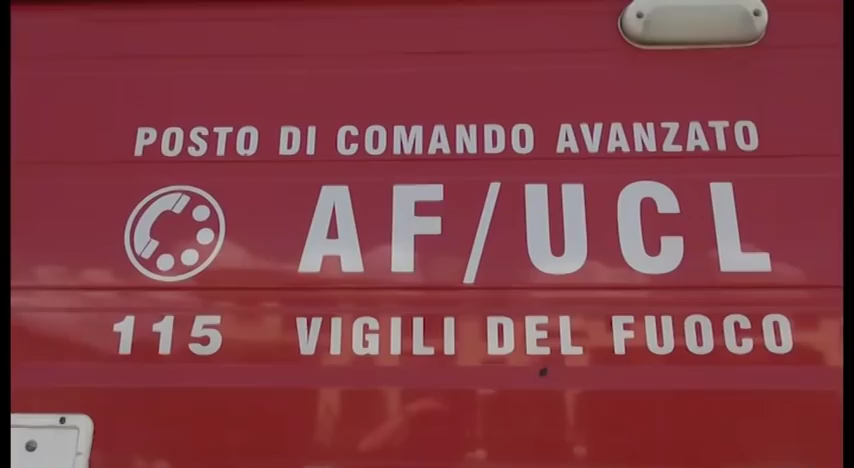 POSTO DI COMANDO AVANZATO
AF/UCL
115 VIGILI DEL FUOCO